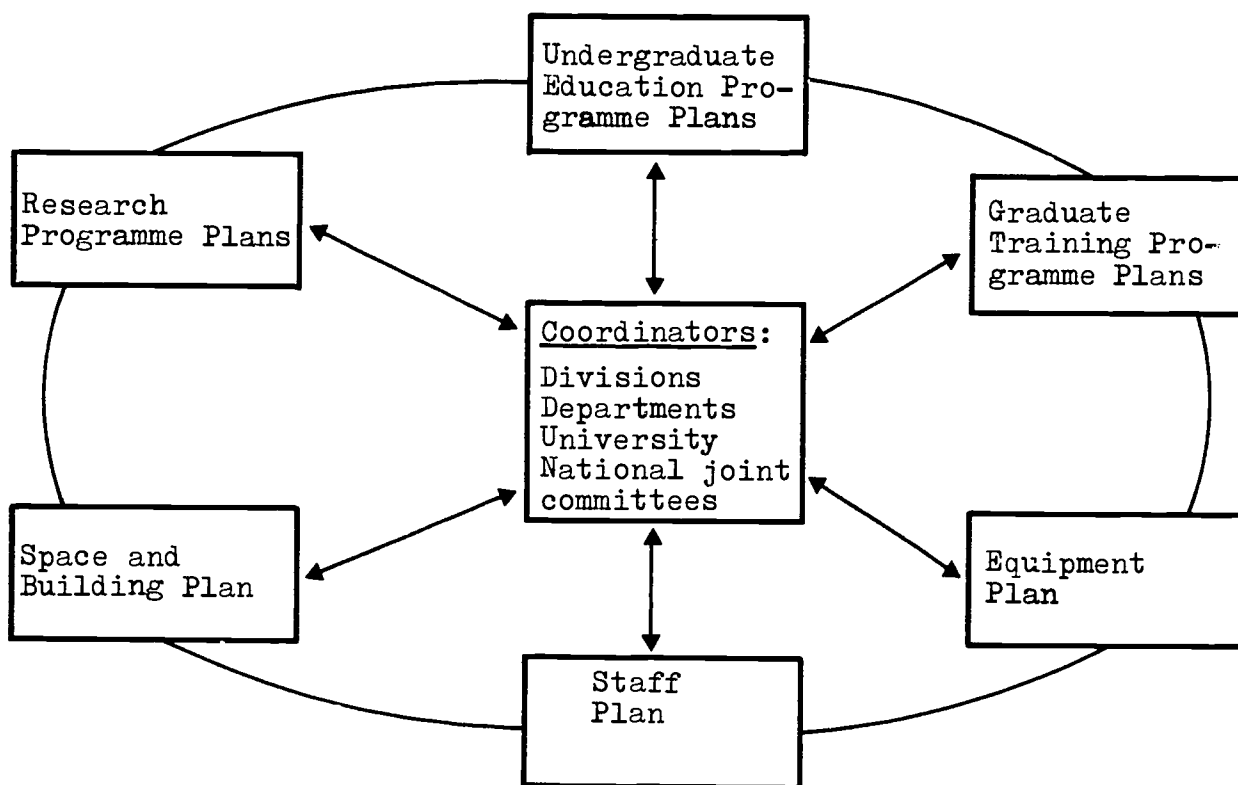 Undergraduate
Education Pro-
gramme Plans
Research
Programme Plans
Graduate
Training Pro-
gramme Plans
Coordinators:
Divisions
Departments
University
National joint
committees
Space and
Building Plan
Equipment
Plan
Staff
Plan